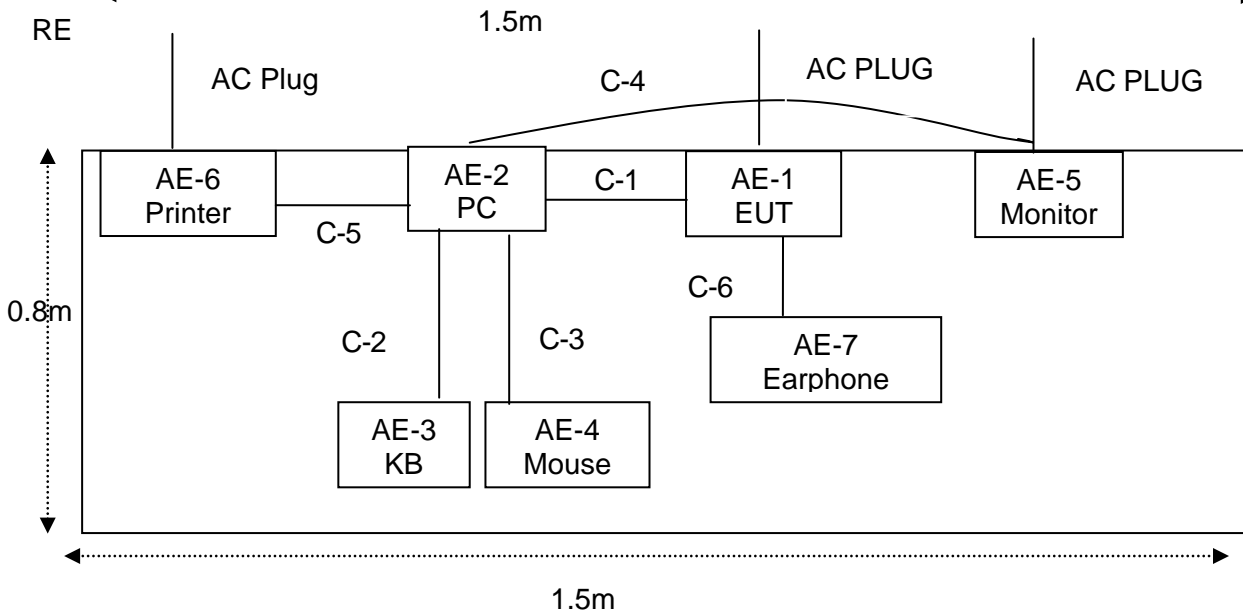 1.5m
RE
AC Plug
C-4
AC PLUG
AC PLUG
AE-6
Printer
AE-2
PC
C-1
AE-1
EUT
AE-5
Monitor
C-5
C-6
0.8m
C-2
C-3
AE-7
Earphone
AE-3
KB
AE-4
Mouse
1.5m